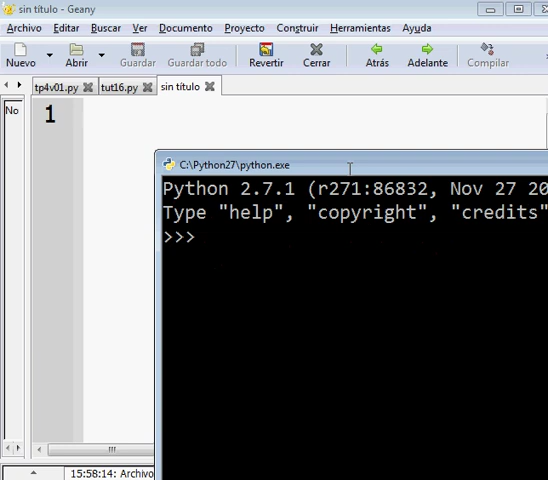 sin título - Geany
Archivo Editar Buscar Ver Documento Proyecto Construir Herramientas Ayuda
Nuevo Abrir Guardar Guardar todo Revertir Cerrar Atrás Adelante Compilar
tp4v01.py tut16.py sin título
No 1
C:\Python27\python.exe
Python 2.7.1 (r271:86832, Nov 27 20
Type "help", "copyright", "credits"
>>>
15:58:14: Archivo